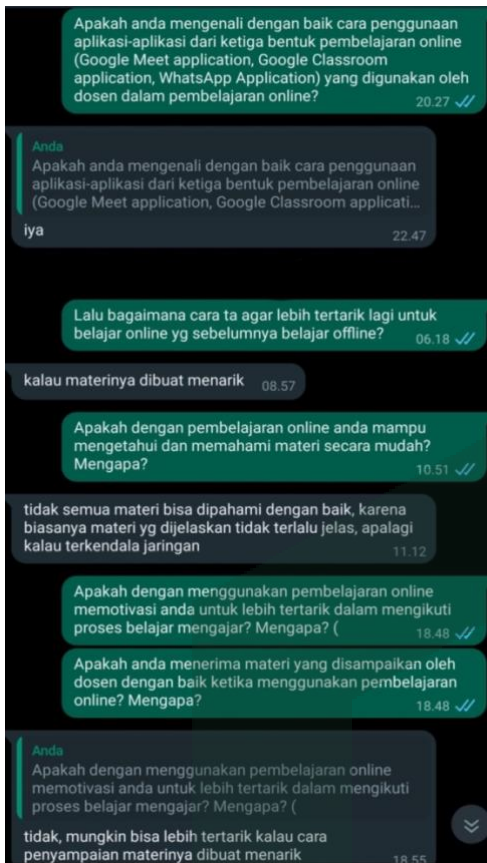 Apakah anda mengenali dengan baik cara penggunaan
aplikasi-aplikasi dari ketiga bentuk pembelajaran online
(Google Meet application, Google Classroom
application, WhatsApp Application) yang digunakan oleh
dosen dalam pembelajaran online?
20.27
Anda
Apakah anda mengenali dengan baik cara penggunaan
aplikasi-aplikasi dari ketiga bentuk pembelajaran online
(Google Meet application, Google Classroom applicati...
iya
22.47
Lalu bagaimana cara ta agar lebih tertarik lagi untuk
belajar online yg sebelumnya belajar offline?
06.18
kalau materinya dibuat menarik 08.57
Apakah dengan pembelajaran online anda mampu
mengetahui dan memahami materi secara mudah?
Mengapa?
10.51
tidak semua materi bisa dipahami dengan baik, karena
biasanya materi yg dijelaskan tidak terlalu jelas, apalagi
kalau terkendala jaringan
11.12
Apakah dengan menggunakan pembelajaran online
memotivasi anda untuk lebih tertarik dalam mengikuti
proses belajar mengajar? Mengapa? (
18.48
Apakah anda menerima materi yang disampaikan oleh
dosen dengan baik ketika menggunakan pembelajaran
online? Mengapa?
18.48
Anda
Apakah dengan menggunakan pembelajaran online
memotivasi anda untuk lebih tertarik dalam mengikuti
proses belajar mengajar? Mengapa? (
tidak, mungkin bisa lebih tertarik kalau cara
penyampaian materinya dibuat menarik
18.55